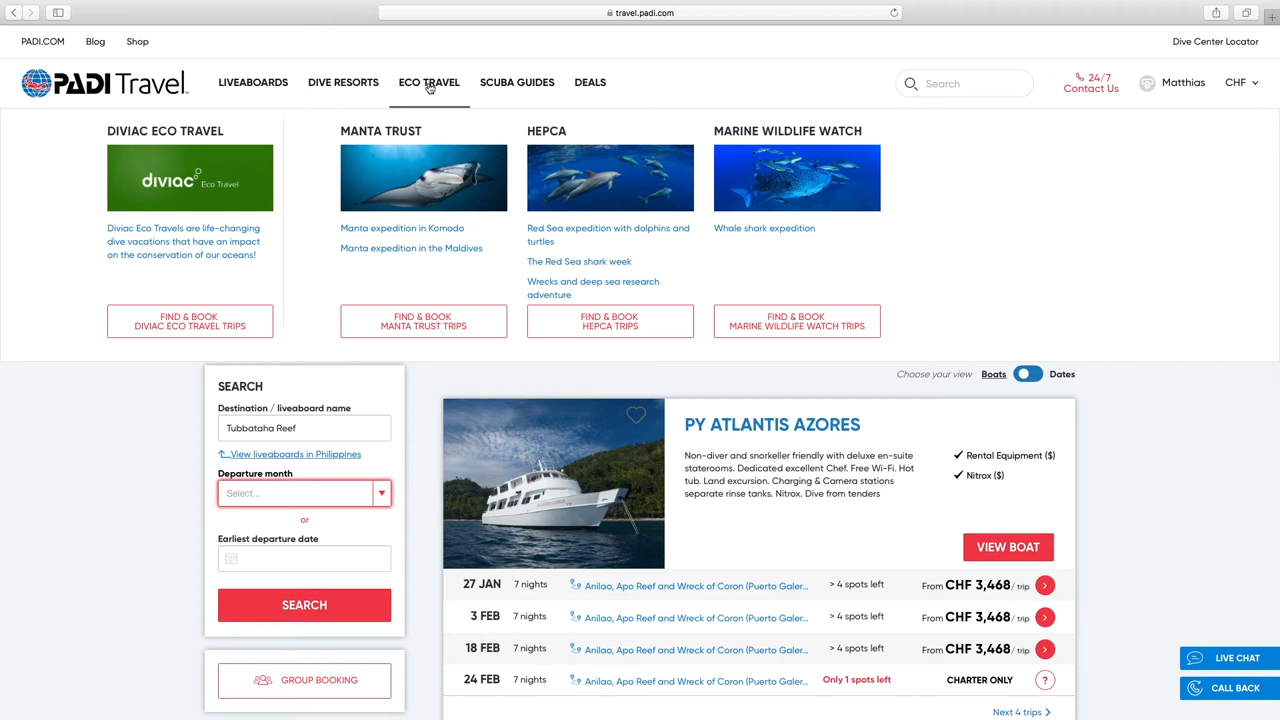 travel.padi.com
PADI.COM Blog Shop Dive Center Locator
PADI Travel LIVEABOARDS DIVE RESORTS ECO TRAVEL SCUBA GUIDES DEALS Search 24/7 Contact Us Matthias CHF
DIVIAC ECO TRAVEL
diviac Eco Travel
Diviac Eco Travels are life-changing
dive vacations that have an impact
on the conservation of our oceans!
FIND & BOOK
DIVIAC ECO TRAVEL TRIPS
MANTA TRUST
Manta expedition in Komodo
Manta expedition in the Maldives
FIND & BOOK
MANTA TRUST TRIPS
HEPCA
Red Sea expedition with dolphins and
turtles
The Red Sea shark week
Wrecks and deep sea research
adventure
FIND & BOOK
HEPCA TRIPS
MARINE WILDLIFE WATCH
Whale shark expedition
FIND & BOOK
MARINE WILDLIFE WATCH TRIPS
SEARCH
Destination / liveaboard name
Tubbataha Reef
View liveaboards in Philippines
Departure month
Select...
or
Earliest departure date
SEARCH
GROUP BOOKING
Choose your view Boats Dates
PY ATLANTIS AZORES
Non-diver and snorkeller friendly with deluxe en-suite
staterooms. Dedicated excellent Chef. Free Wi-Fi. Hot
tub. Land excursion. Charging & Camera stations
separate rinse tanks. Nitrox. Dive from tenders
Rental Equipment ($)
Nitrox ($)
VIEW BOAT
27 JAN 7 nights Anilao, Apo Reef and Wreck of Coron (Puerto Galer... > 4 spots left From CHF 3,468 / trip
3 FEB 7 nights Anilao, Apo Reef and Wreck of Coron (Puerto Galer... > 4 spots left From CHF 3,468 / trip
18 FEB 7 nights Anilao, Apo Reef and Wreck of Coron (Puerto Galer... > 4 spots left From CHF 3,468 / trip
24 FEB 7 nights Anilao, Apo Reef and Wreck of Coron (Puerto Galer... Only 1 spots left CHARTER ONLY ?
Next 4 trips
LIVE CHAT
CALL BACK